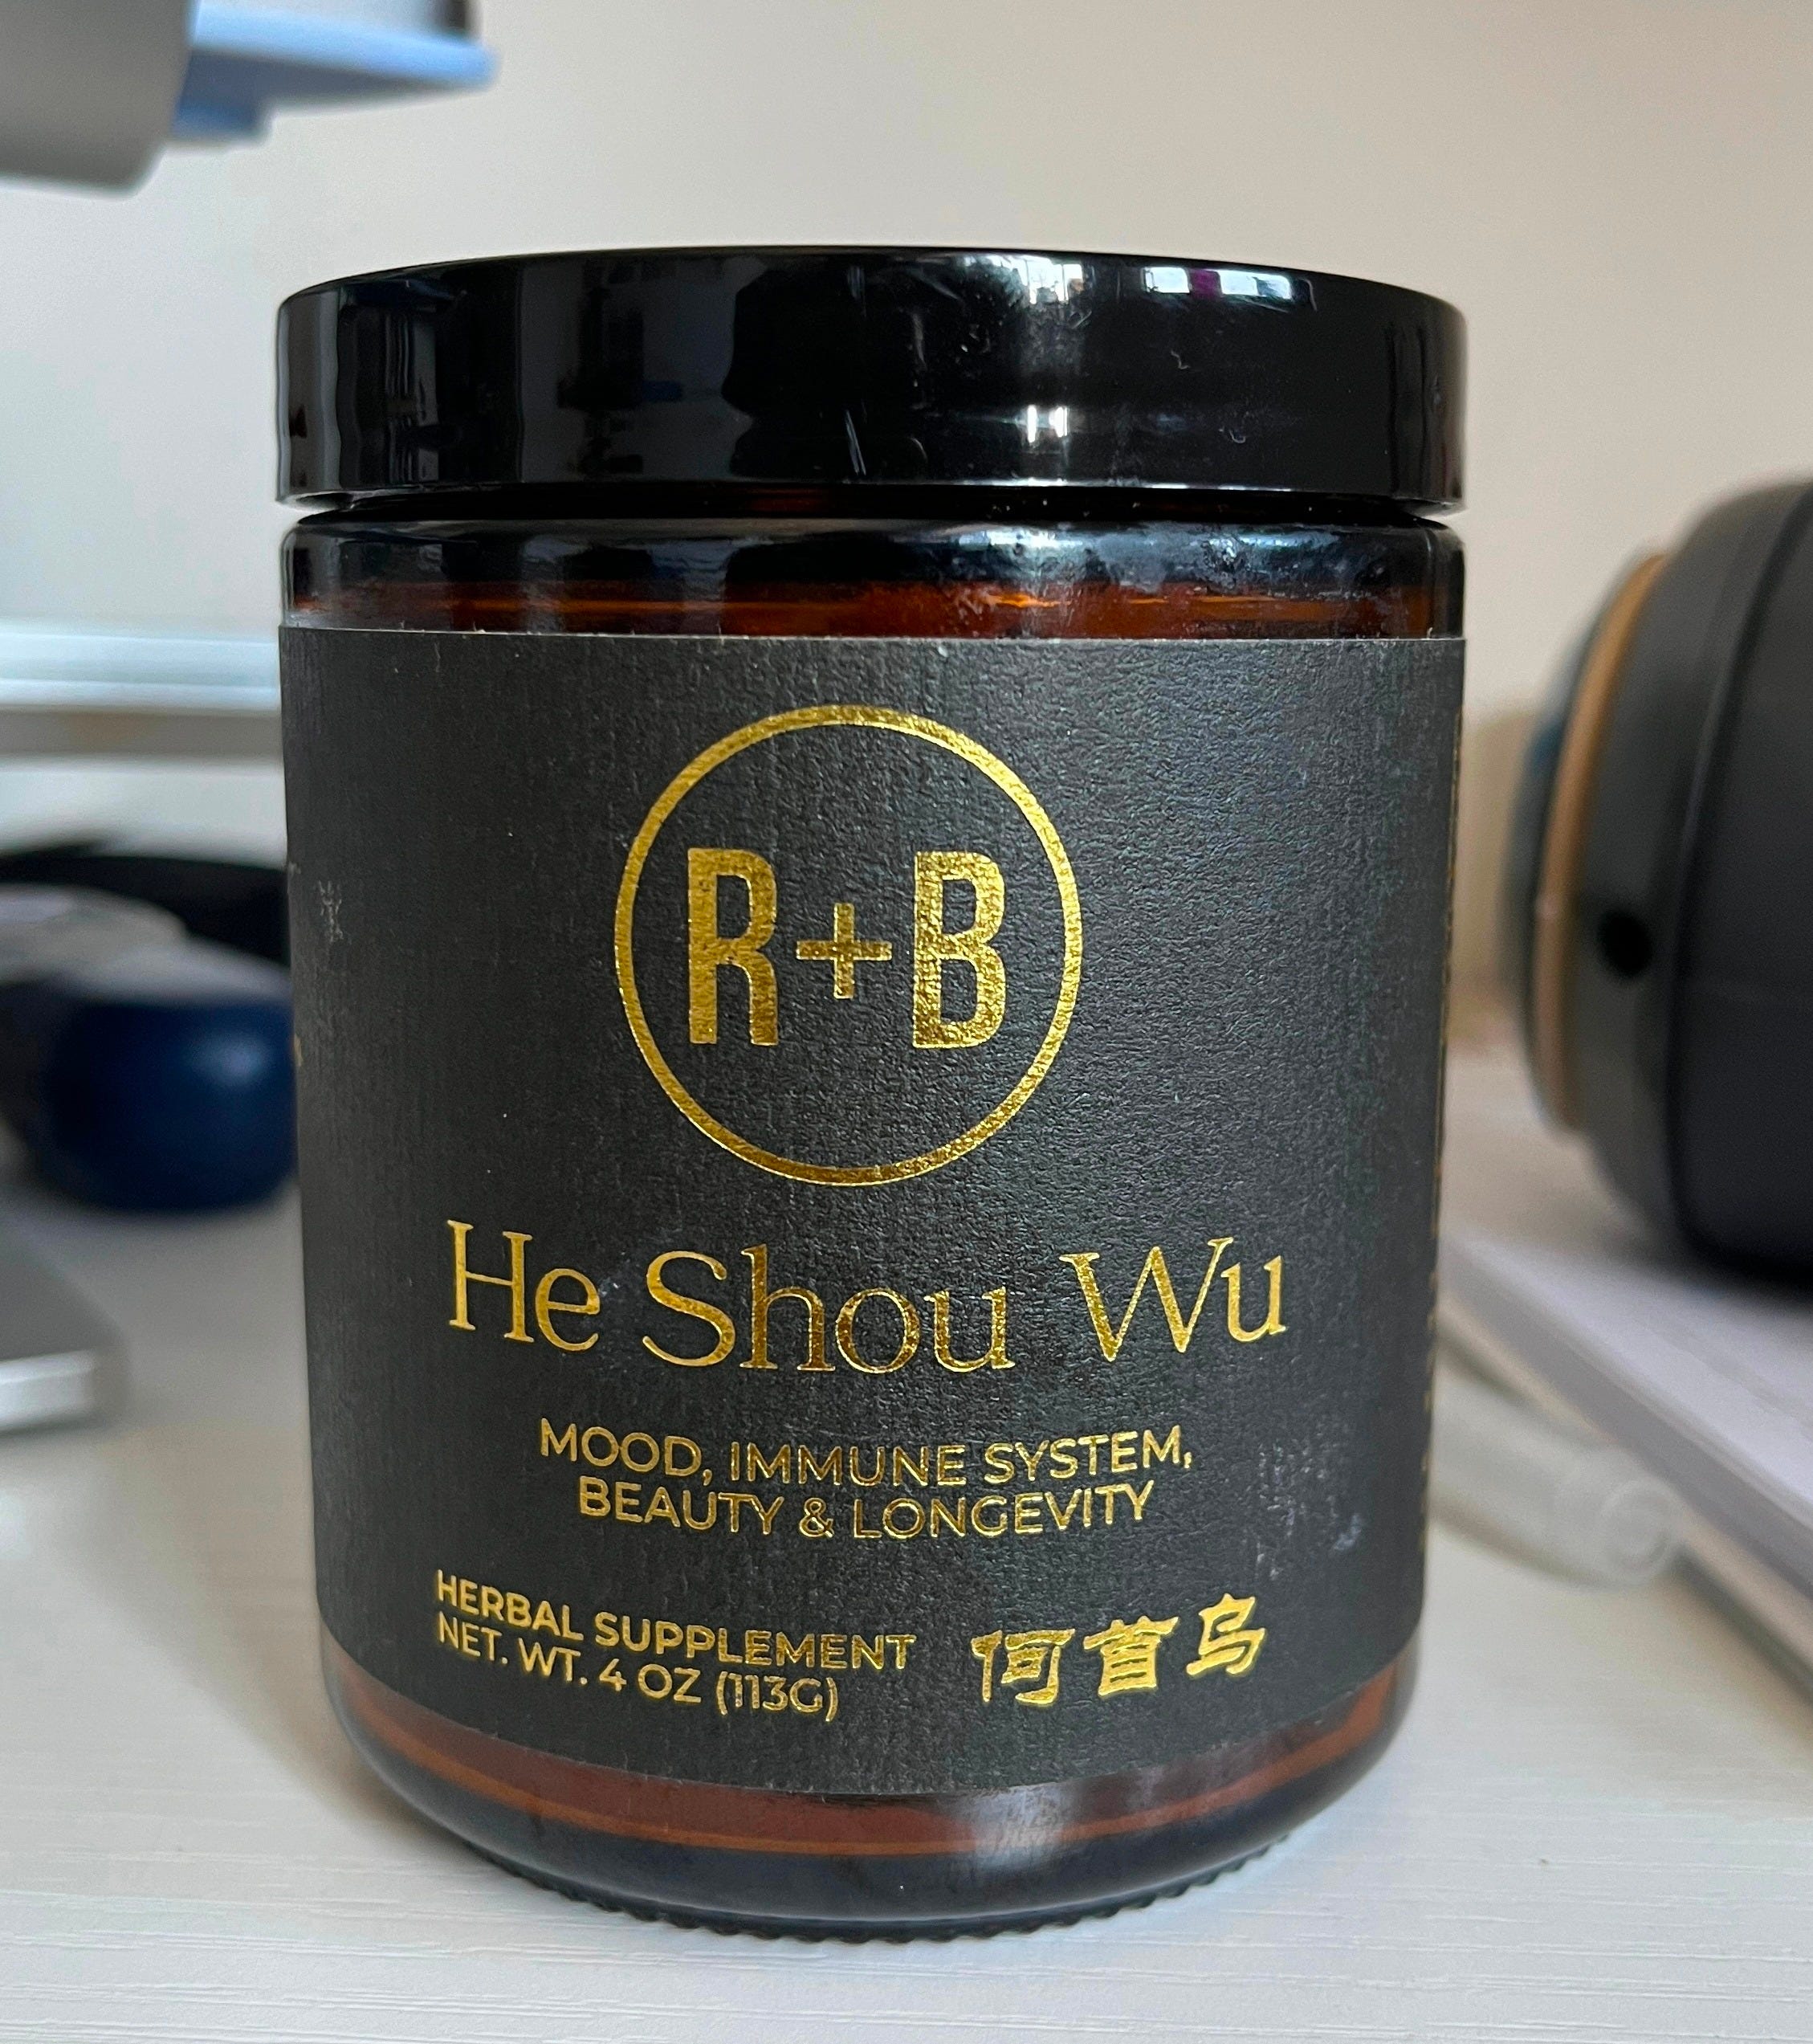 R+B
He Shou Wu
MOOD, IMMUNE SYSTEM,
BEAUTY & LONGEVITY
HERBAL SUPPLEMENT
NET. WT. 4 OZ (113G)
何首乌